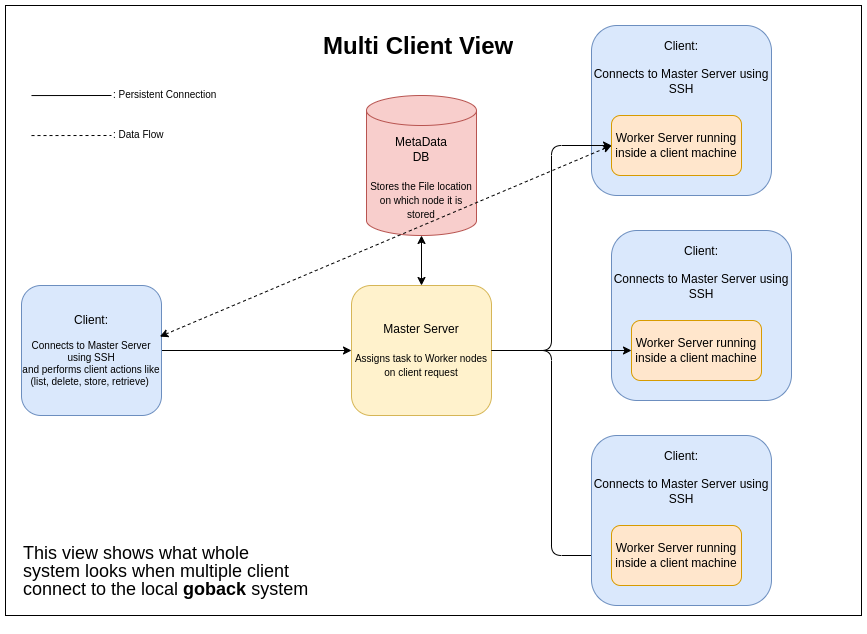 Multi Client View
: Persistent Connection
: Data Flow
MetaData
DB
Stores the File location
on which node it is
stored
Client:
Connects to Master Server using
SSH
Worker Server running
inside a client machine
Client:
Connects to Master Server using
SSH
Worker Server running
inside a client machine
Client:
Connects to Master Server
using SSH
and performs client actions like
(list, delete, store, retrieve)
Master Server
Assigns task to Worker nodes
on client request
Client:
Connects to Master Server using
SSH
Worker Server running
inside a client machine
This view shows what whole
system looks when multiple client
connect to the local goback system